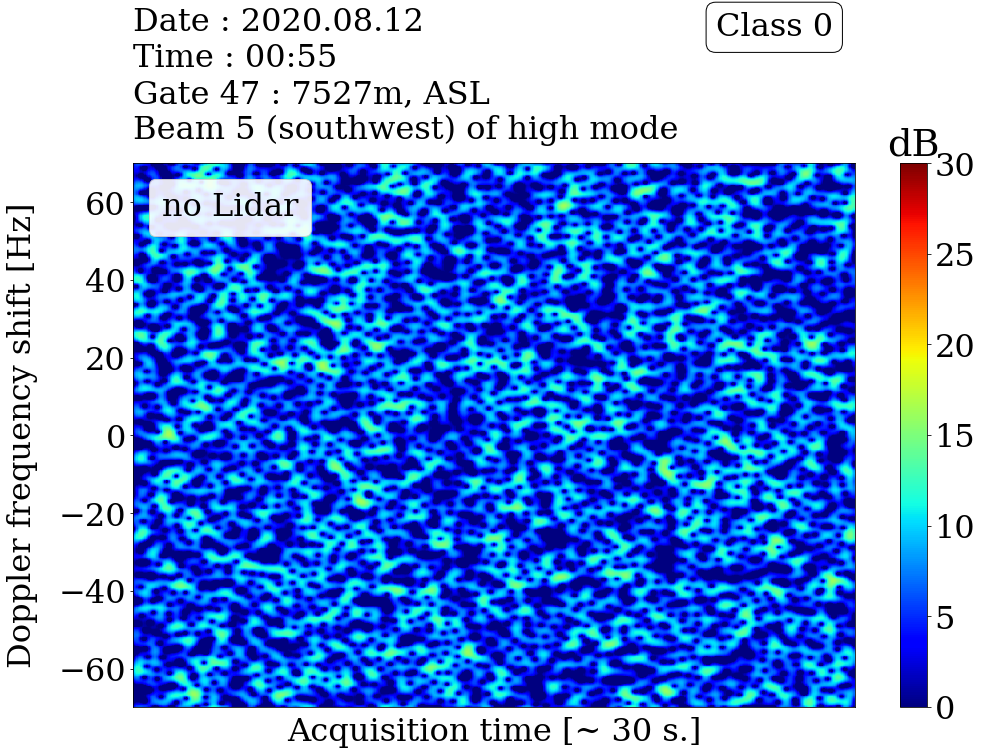 Date : 2020.08.12
Time : 00:55
Gate 47 : 7527m, ASL
Beam 5 (southwest) of high mode
Class 0
dB
no Lidar
Doppler frequency shift [Hz]
60
40
20
0
−20
−40
−60
Acquisition time [~ 30 s.]
30
25
20
15
10
5
0